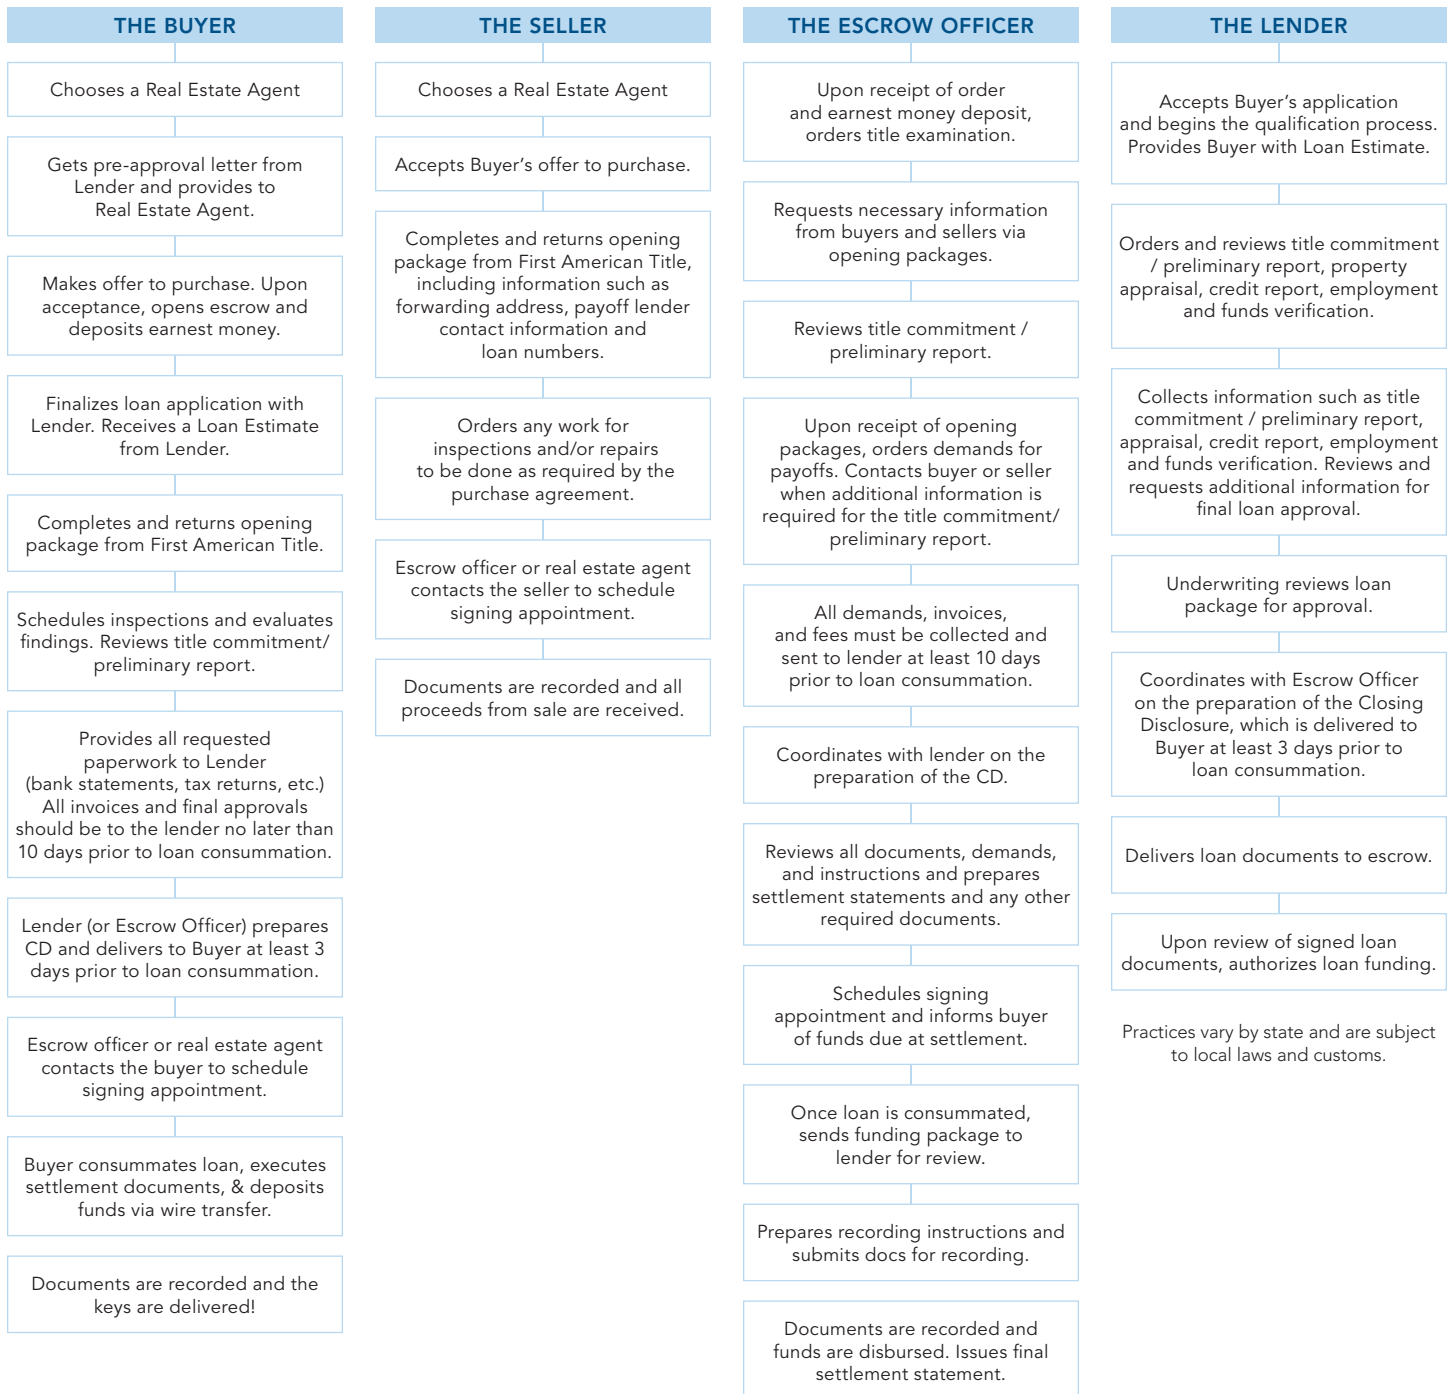 THE BUYER
Chooses a Real Estate Agent
Gets pre-approval letter from
Lender and provides to
Real Estate Agent.
Makes offer to purchase. Upon
acceptance, opens escrow and
deposits earnest money.
Finalizes loan application with
Lender. Receives a Loan Estimate
from Lender.
Completes and returns opening
package from First American Title.
Schedules inspections and evaluates
findings. Reviews title commitment/
preliminary report.
Provides all requested
paperwork to Lender
(bank statements, tax returns, etc.)
All invoices and final approvals
should be to the lender no later than
10 days prior to loan consummation.
Lender (or Escrow Officer) prepares
CD and delivers to Buyer at least 3
days prior to loan consummation.
Escrow officer or real estate agent
contacts the buyer to schedule
signing appointment.
Buyer consummates loan, executes
settlement documents, & deposits
funds via wire transfer.
Documents are recorded and the
keys are delivered!
THE SELLER
Chooses a Real Estate Agent
Accepts Buyer's offer to purchase.
Completes and returns opening
package from First American Title,
including information such as
forwarding address, payoff lender
contact information and
loan numbers.
Orders any work for
inspections and/or repairs
to be done as required by the
purchase agreement.
Escrow officer or real estate agent
contacts the seller to schedule
signing appointment.
Documents are recorded and all
proceeds from sale are received.
THE ESCROW OFFICER
Upon receipt of order
and earnest money deposit,
orders title examination.
Requests necessary information
from buyers and sellers via
opening packages.
Reviews title commitment /
preliminary report.
Upon receipt of opening
packages, orders demands for
payoffs. Contacts buyer or seller
when additional information is
required for the title commitment/
preliminary report.
All demands, invoices,
and fees must be collected and
sent to lender at least 10 days
prior to loan consummation.
Coordinates with lender on the
preparation of the CD.
Reviews all documents, demands,
and instructions and prepares
settlement statements and any other
required documents.
Schedules signing
appointment and informs buyer
of funds due at settlement.
Once loan is consummated,
sends funding package to
lender for review.
Prepares recording instructions and
submits docs for recording.
Documents are recorded and
funds are disbursed. Issues final
settlement statement.
THE LENDER
Accepts Buyer's application
and begins the qualification process.
Provides Buyer with Loan Estimate.
Orders and reviews title commitment
/ preliminary report, property
appraisal, credit report, employment
and funds verification.
Collects information such as title
commitment / preliminary report,
appraisal, credit report, employment
and funds verification. Reviews and
requests additional information for
final loan approval.
Underwriting reviews loan
package for approval.
Coordinates with Escrow Officer
on the preparation of the Closing
Disclosure, which is delivered to
Buyer at least 3 days prior to
loan consummation.
Delivers loan documents to escrow.
Upon review of signed loan
documents, authorizes loan funding.
Practices vary by state and are subject
to local laws and customs.